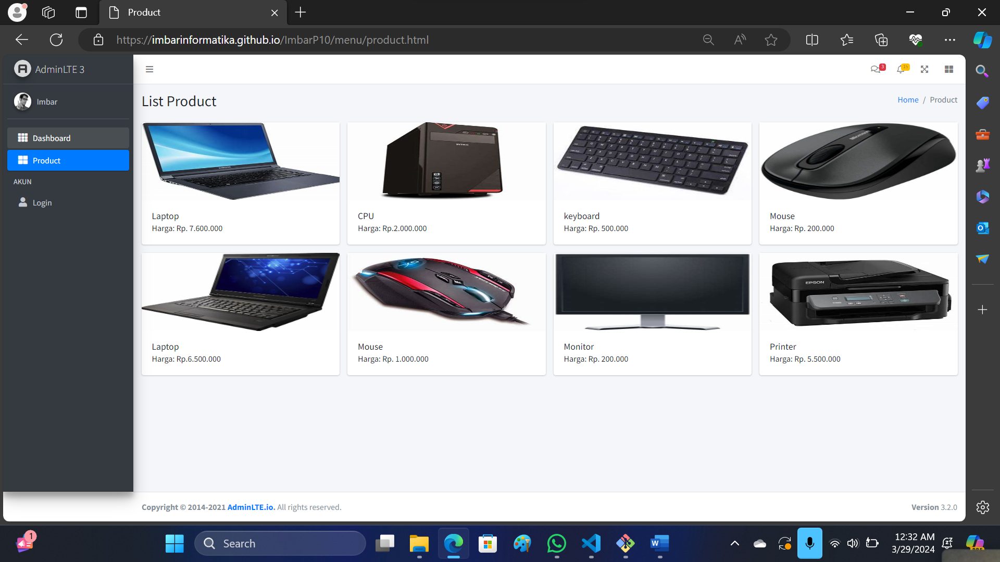 Product
https://imbarinformatika.github.io/ImbarP10/menu/product.html
AdminLTE 3
3
15
Imbar
List Product
Home / Product
Dashboard
Product
AKUN
Login
SAMSUNG
INTEX
Microsoft
Laptop
Harga: Rp. 7.600.000
CPU
Harga: Rp.2.000.000
keyboard
Harga: Rp. 500.000
Mouse
Harga: Rp. 200.000
EPSON
Laptop
Harga: Rp.6.500.000
Mouse
Harga: Rp. 1.000.000
Monitor
Harga: Rp. 200.000
Printer
Harga: Rp. 5.500.000
Copyright © 2014-2021 AdminLTE.io. All rights reserved.
Version 3.2.0
1
Search
12:32 AM
3/29/2024